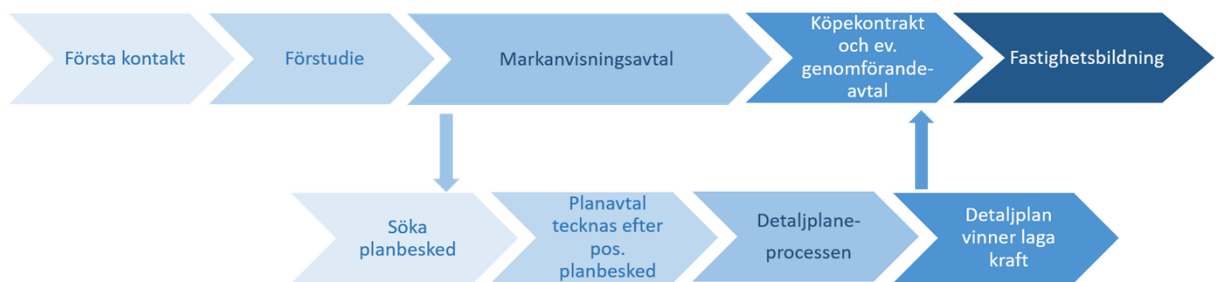 Första kontakt
Förstudie
Markanvisningsavtal
Köpekontrakt
och ev.
genomförande-
avtal
Fastighetsbildning
Söka
planbesked
Planavtal
tecknas efter
pos.
planbesked
Detaljplane-
processen
Detaljplan
vinner laga
kraft